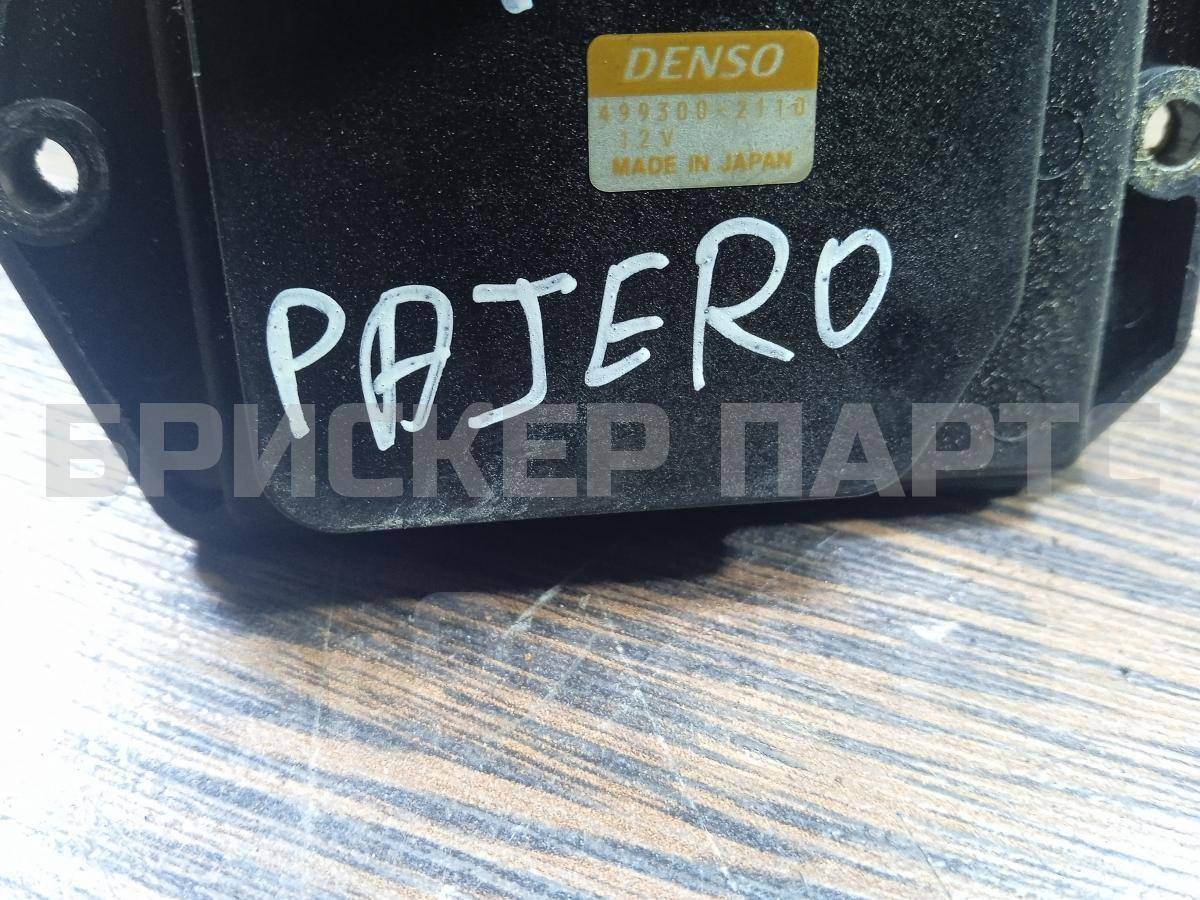 DENSO
499300-2110
12V
MADE IN JAPAN
PAJERO
БРИСКЕР ПАРТС